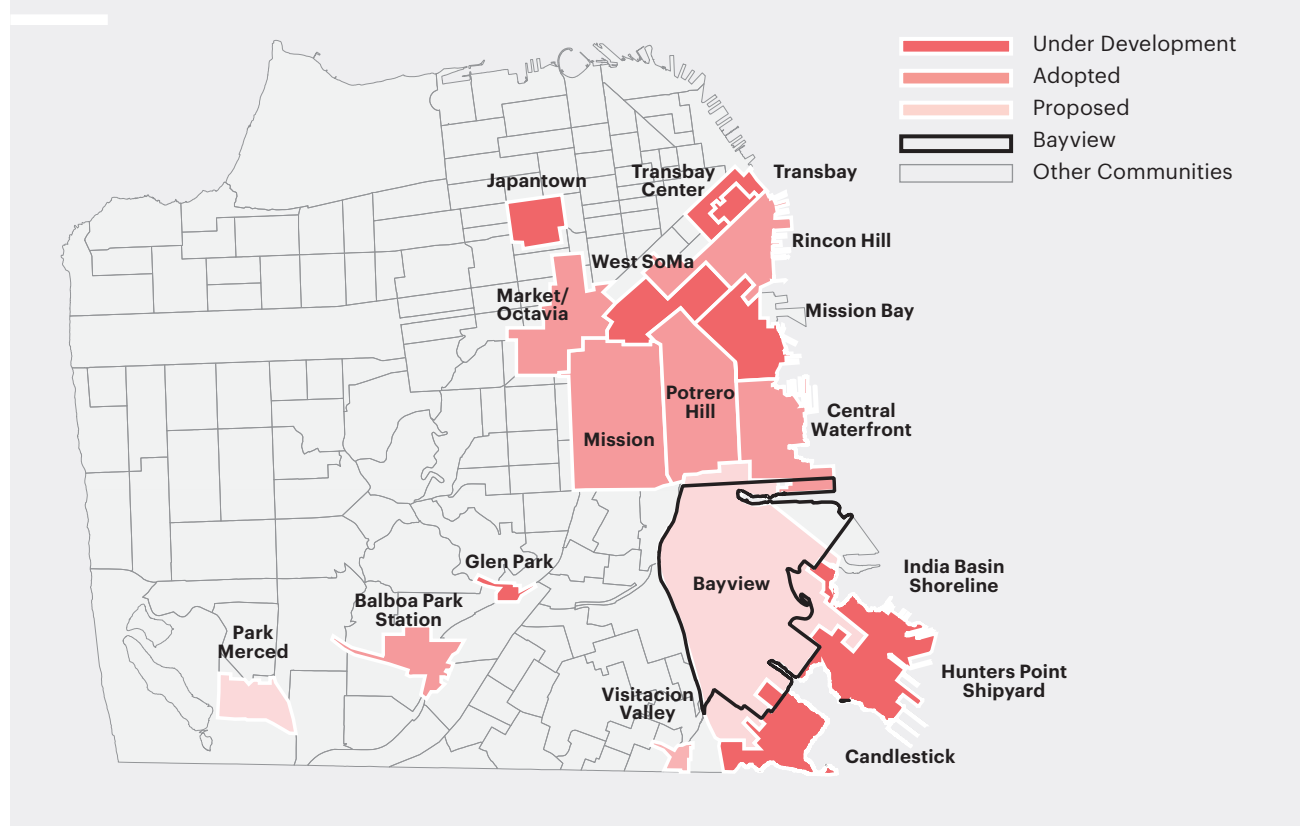 Under Development
Adopted
Proposed
Bayview
Other Communities
Japantown
Transbay
Center
Transbay
Rincon Hill
West SoMa
Market/
Octavia
Mission Bay
Potrero
Hill
Central
Waterfront
Mission
Glen Park
India Basin
Shoreline
Bayview
Balboa Park
Station
Park
Merced
Hunters Point
Shipyard
Visitacion
Valley
Candlestick